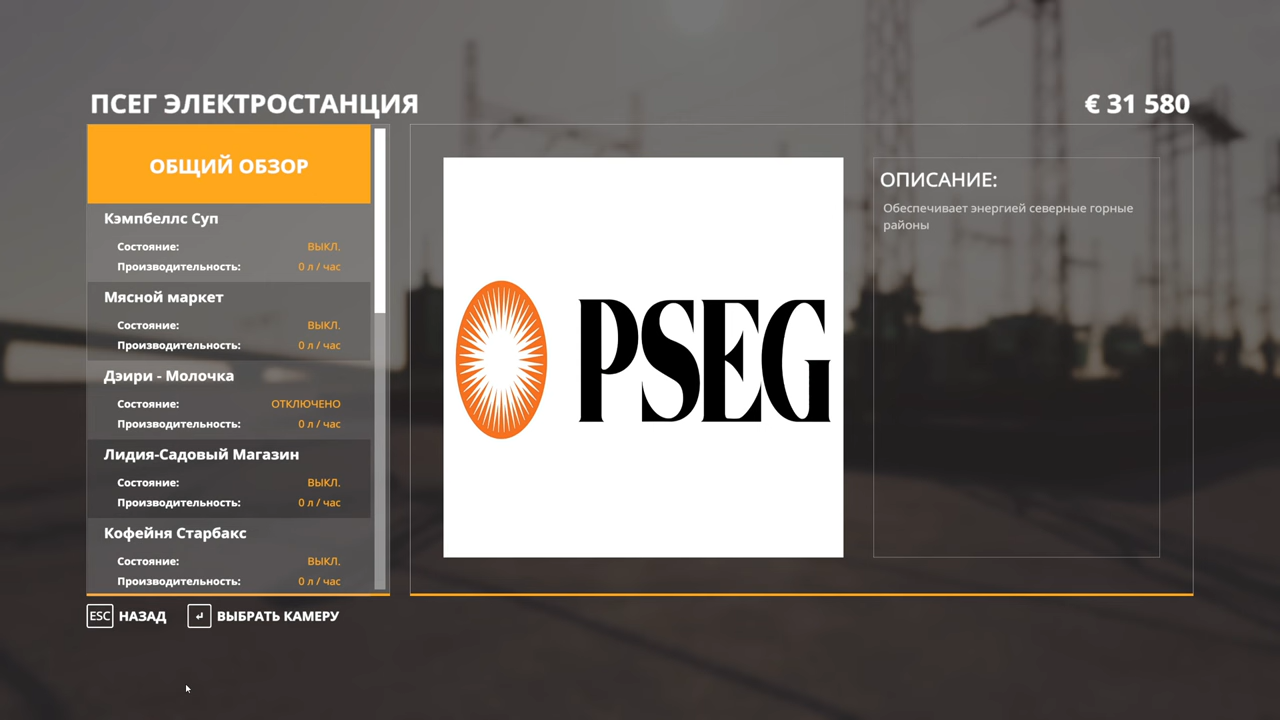 ПСЕГ ЭЛЕКТРОСТАНЦИЯ
€ 31 580
ОБЩИЙ ОБЗОР
Кэмпбеллс Суп
Состояние: ВЫКЛ.
Производительность: 0 л / час
Мясной маркет
Состояние: ВЫКЛ.
Производительность: 0 л / час
Дэири - Молочка
Состояние: ОТКЛЮЧЕНО
Производительность: 0 л / час
Лидия-Садовый Магазин
Состояние: ВЫКЛ.
Производительность: 0 л / час
Кофейня Старбакс
Состояние: ВЫКЛ.
Производительность: 0 л / час
PSEG
ОПИСАНИЕ:
Обеспечивает энергией северные горные
районы
ESC НАЗАД ↵ ВЫБРАТЬ КАМЕРУ